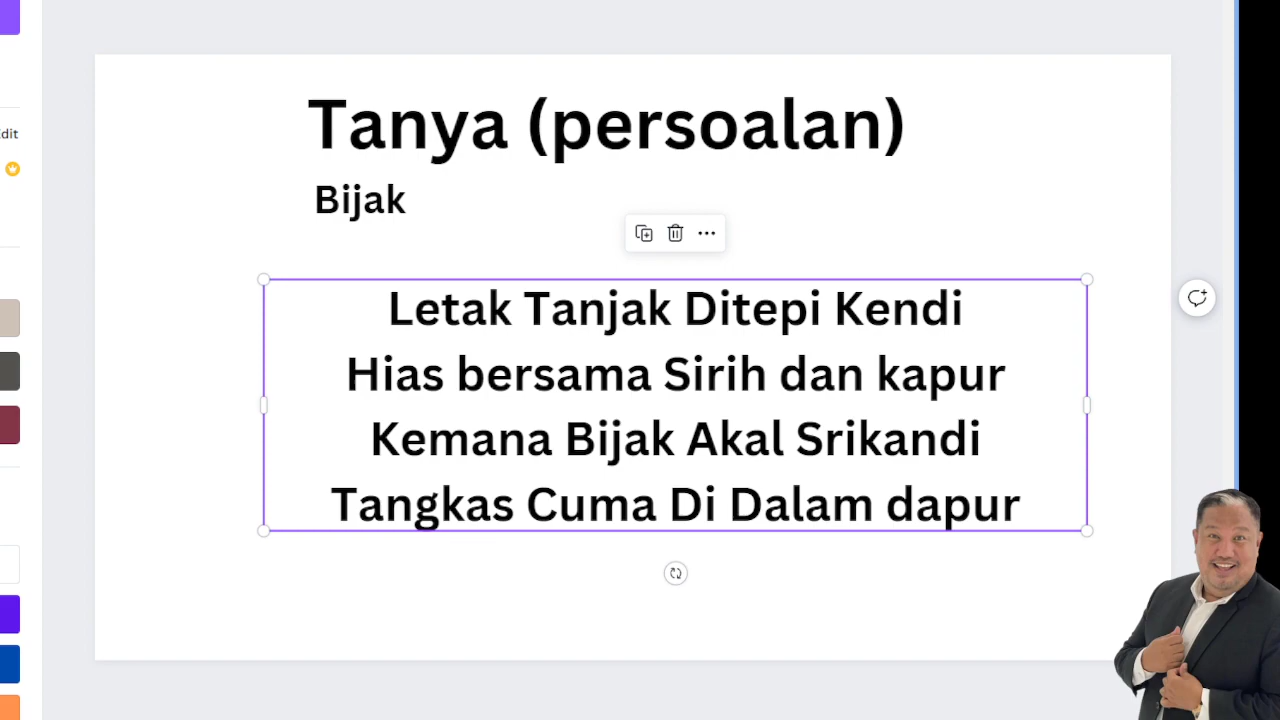 Edit
Tanya (persoalan)
Bijak
Letak Tanjak Ditepi Kendi
Hias bersama Sirih dan kapur
Kemana Bijak Akal Srikandi
Tangkas Cuma Di Dalam dapur